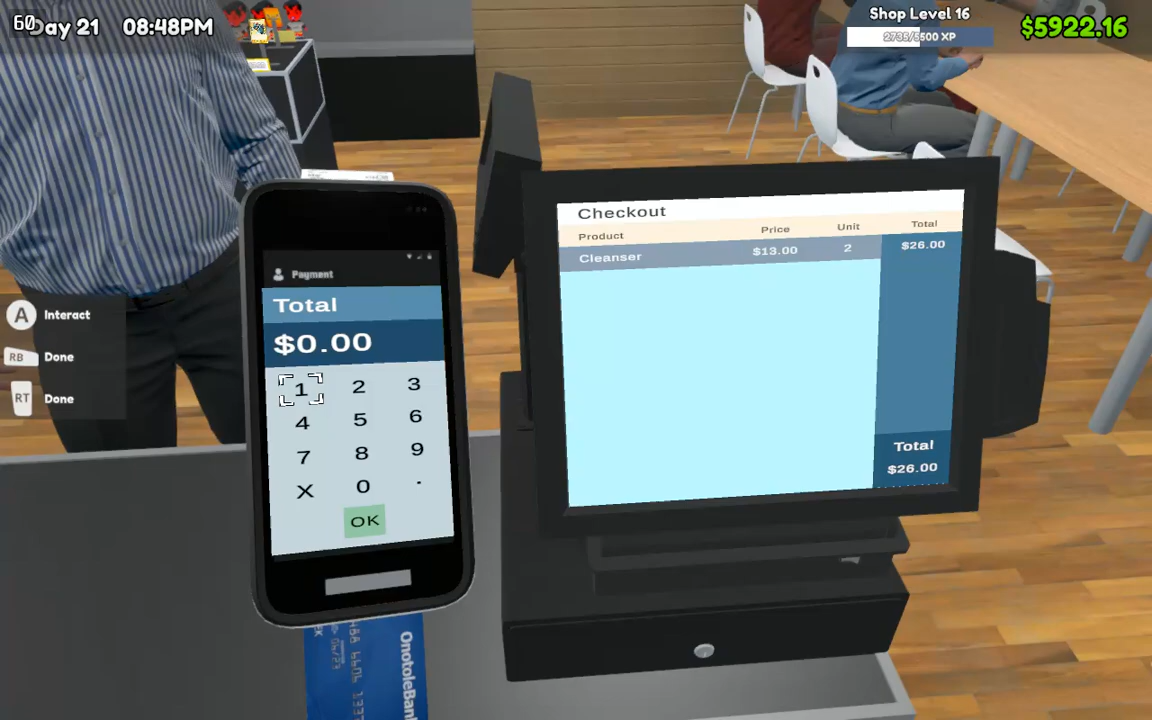 60
Day 21 08:48PM
Shop Level 16
2735/5500 XP
$5922.16
A Interact
RB Done
RT Done
Payment
Total
$0.00
1 2 3
4 5 6
7 8 9
X 0 .
OK
Checkout
Product Price Unit Total
Cleanser $13.00 2 $26.00
Total
$26.00
OnotoleBank